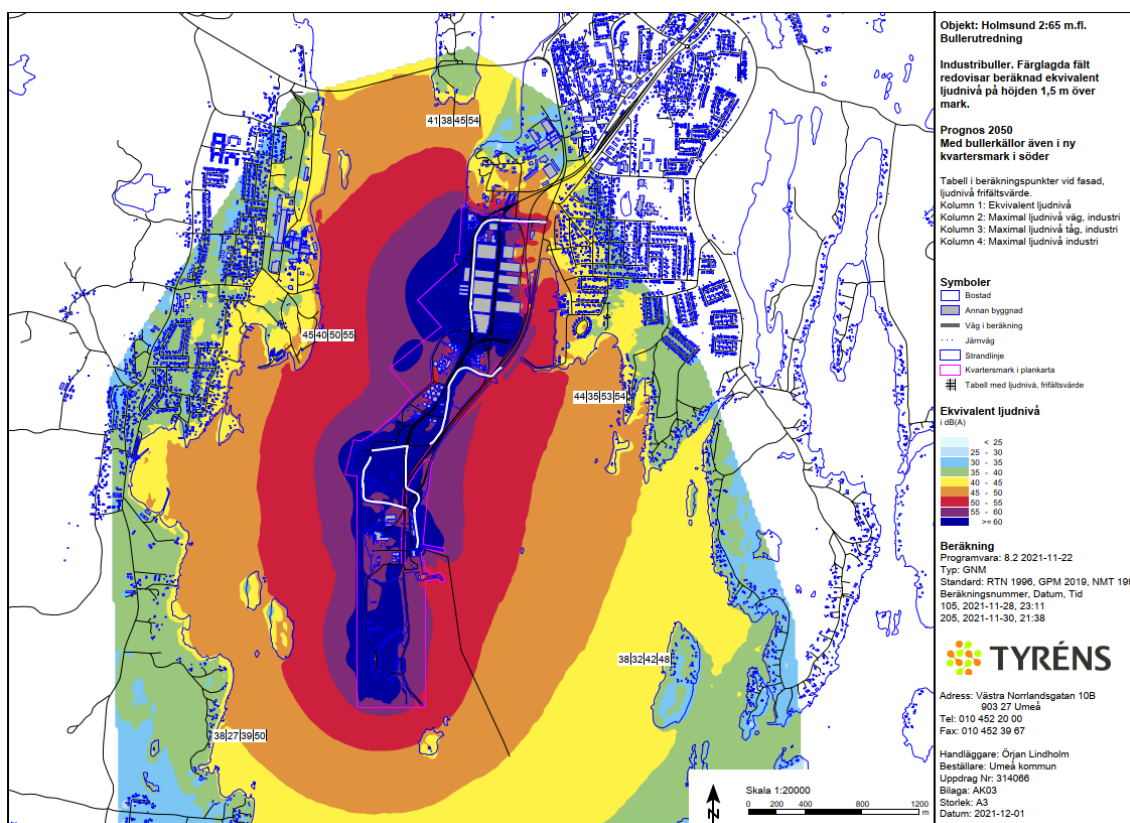 41 38 45 54
45 40 50 55
44 35 53 54
38 32 42 48
38 27 39 50
Skala 1:20000
0 200 400 800 1200
m
N
Objekt: Holmsund 2:65 m.fl.
Bullerutredning
Industribuller. Färglagda fält
redovisar beräknad ekvivalent
ljudnivå på höjden 1,5 m över
mark.
Prognos 2050
Med bullerkällor även i ny
kvartersmark i söder
Tabell i beräkningspunkter vid fasad,
ljudnivå frifältsvärde.
Kolumn 1: Ekvivalent ljudnivå
Kolumn 2: Maximal ljudnivå väg, industri
Kolumn 3: Maximal ljudnivå tåg, industri
Kolumn 4: Maximal ljudnivå industri
Symboler
Bostad
Annan byggnad
Väg i beräkning
Järnväg
Strandlinje
Kvartersmark i plankarta
Tabell med ljudnivå, frifältsvärde
Ekvivalent ljudnivå
i dB(A)
< 25
25 - 30
30 - 35
35 - 40
40 - 45
45 - 50
50 - 55
55 - 60
>= 60
Beräkning
Programvara: 8.2 2021-11-22
Typ: GNM
Standard: RTN 1996, GPM 2019, NMT 199
Beräkningsnummer, Datum, Tid
105, 2021-11-28, 23:11
205, 2021-11-30, 21:38
TYRÉNS
Adress: Västra Norrlandsgatan 10B
903 27 Umeå
Tel: 010 452 20 00
Fax: 010 452 39 67
Handläggare: Örjan Lindholm
Beställare: Umeå kommun
Uppdrag Nr: 314066
Bilaga: AK03
Storlek: A3
Datum: 2021-12-01